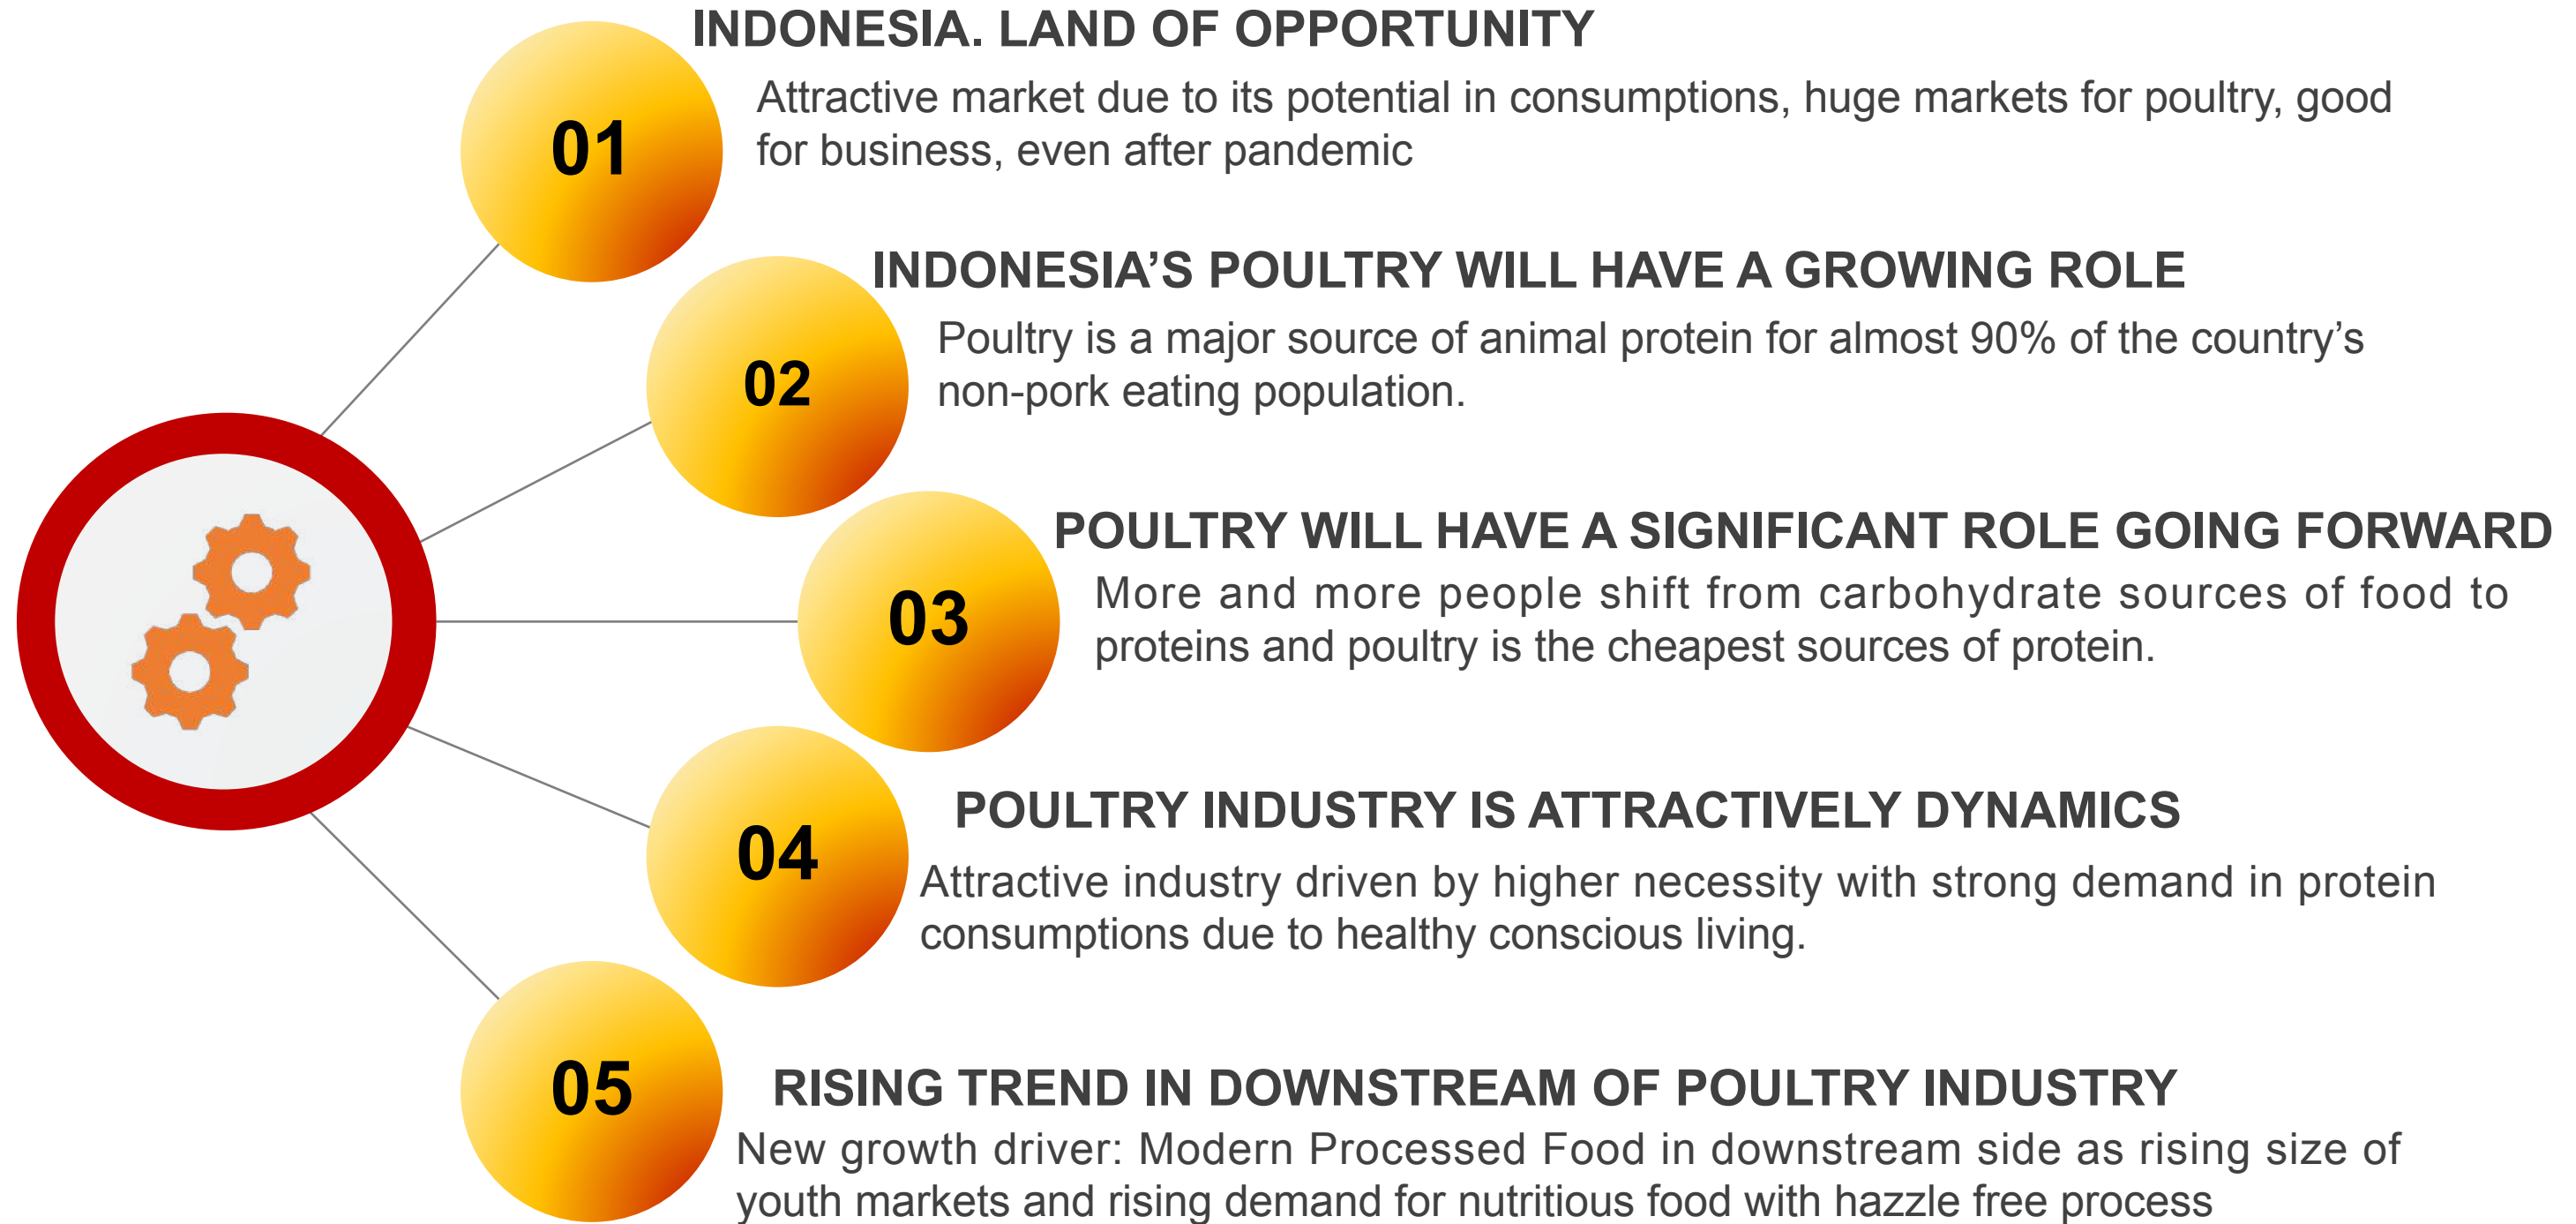 INDONESIA. LAND OF OPPORTUNITY
01
Attractive market due to its potential in consumptions, huge markets for poultry, good
for business, even after pandemic
INDONESIA’S POULTRY WILL HAVE A GROWING ROLE
02
Poultry is a major source of animal protein for almost 90% of the country’s
non-pork eating population.
POULTRY WILL HAVE A SIGNIFICANT ROLE GOING FORWARD
03
More and more people shift from carbohydrate sources of food to
proteins and poultry is the cheapest sources of protein.
POULTRY INDUSTRY IS ATTRACTIVELY DYNAMICS
04
Attractive industry driven by higher necessity with strong demand in protein
consumptions due to healthy conscious living.
RISING TREND IN DOWNSTREAM OF POULTRY INDUSTRY
05
New growth driver: Modern Processed Food in downstream side as rising size of
youth markets and rising demand for nutritious food with hazzle free process